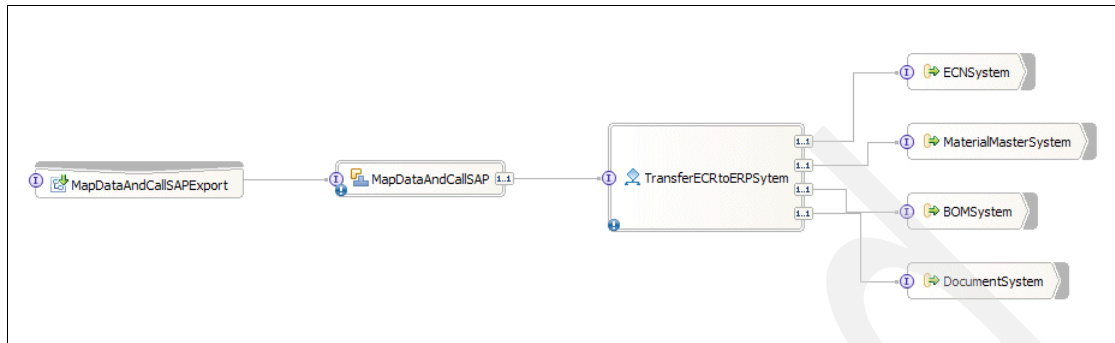 ECNSystem
MaterialMasterSystem
MapDataAndCallSAPExport
MapDataAndCallSAP
1..1
TransferECRtoERPSytem
1..1
1..1
1..1
1..1
BOMSystem
DocumentSystem